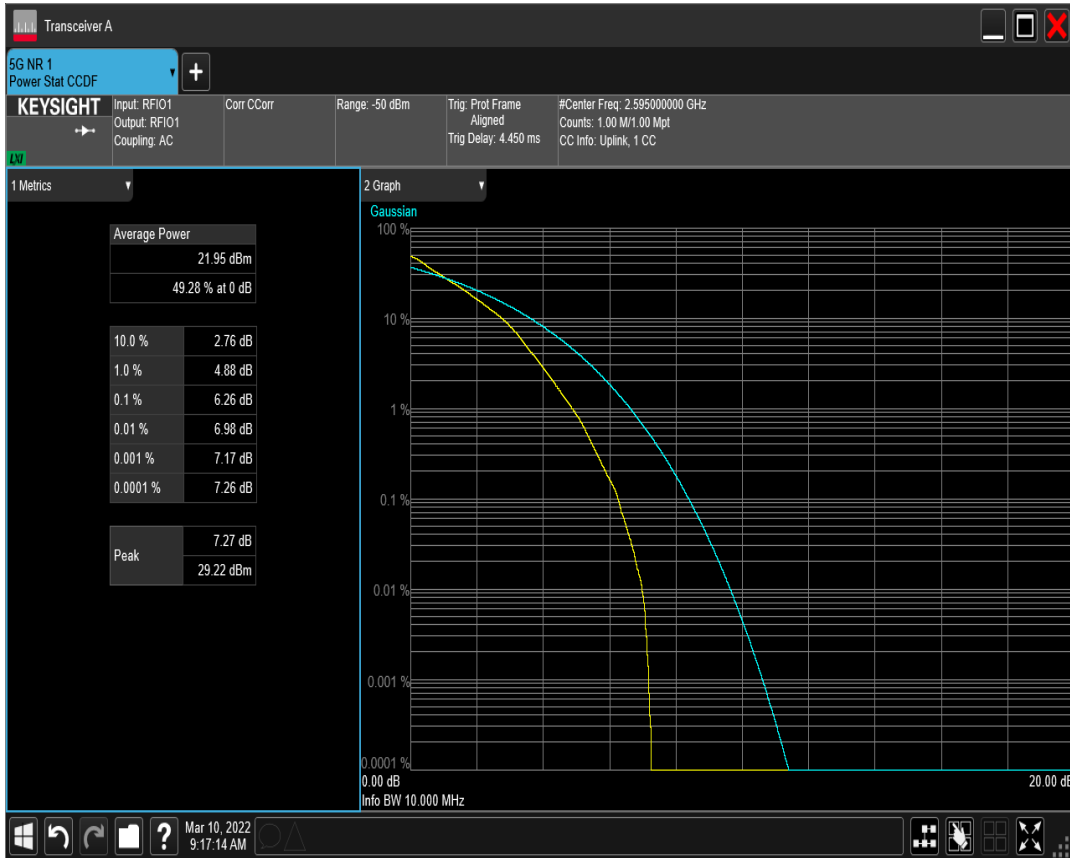 Transceiver A
5G NR 1
Power Stat CCDF
+
KEYSIGHT
LXI
Input: RFIO1
Output: RFIO1
Coupling: AC
Corr CCorr
Range: -50 dBm
Trig: Prot Frame
Aligned
Trig Delay: 4.450 ms
#Center Freq: 2.595000000 GHz
Counts: 1.00 M/1.00 Mpt
CC Info: Uplink, 1 CC
1 Metrics
Average Power
21.95 dBm
49.28 % at 0 dB
10.0 % 2.76 dB
1.0 % 4.88 dB
0.1 % 6.26 dB
0.01 % 6.98 dB
0.001 % 7.17 dB
0.0001 % 7.26 dB
Peak 7.27 dB
29.22 dBm
2 Graph
Gaussian
100 %
10 %
1 %
0.1 %
0.01 %
0.001 %
0.0001 %
0.00 dB 20.00 dB
Info BW 10.000 MHz
?
Mar 10, 2022
9:17:14 AM